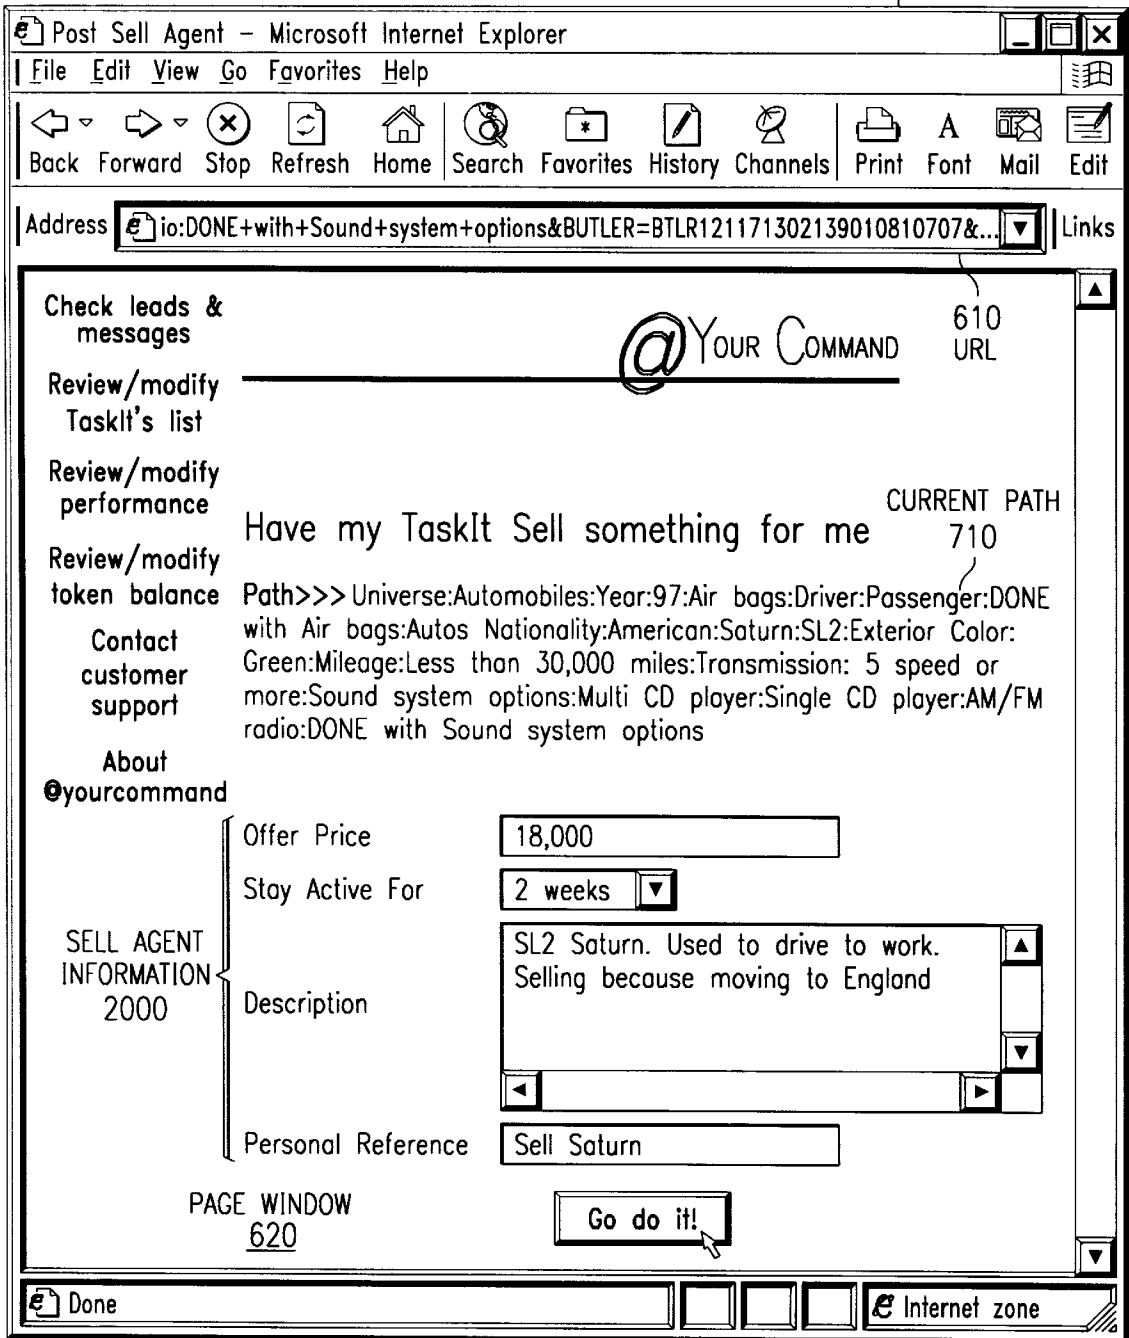 Post Sell Agent – Microsoft Internet Explorer
File Edit View Go Favorites Help
Back Forward Stop Refresh Home Search Favorites History Channels Print Font Mail Edit
Address io:DONE+with+Sound+system+options&BUTLER=BTLR121171302139010810707&... Links
610
URL
Check leads &
messages
Review/modify
TaskIt's list
Review/modify
performance
Review/modify
token balance
Contact
customer
support
About
@yourcommand
@YOUR COMMAND
CURRENT PATH
710
Have my TaskIt Sell something for me
Path>>> Universe:Automobiles:Year:97:Air bags:Driver:Passenger:DONE
with Air bags:Autos Nationality:American:Saturn:SL2:Exterior Color:
Green:Mileage:Less than 30,000 miles:Transmission: 5 speed or
more:Sound system options:Multi CD player:Single CD player:AM/FM
radio:DONE with Sound system options
SELL AGENT
INFORMATION
2000
Offer Price 18,000
Stay Active For 2 weeks
Description
SL2 Saturn. Used to drive to work.
Selling because moving to England
Personal Reference Sell Saturn
PAGE WINDOW
620
Go do it!
Done
Internet zone